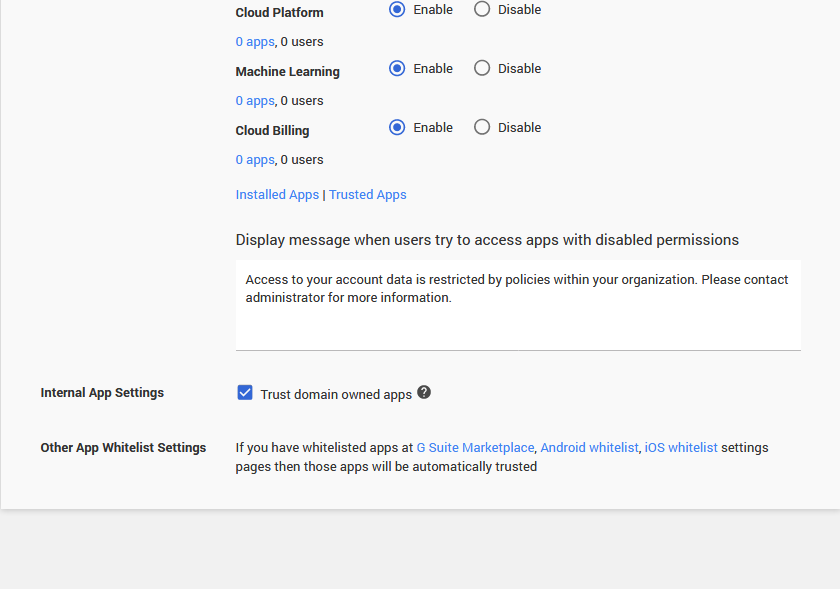 Cloud Platform Enable Disable
0 apps, 0 users
Machine Learning Enable Disable
0 apps, 0 users
Cloud Billing Enable Disable
0 apps, 0 users
Installed Apps | Trusted Apps
Display message when users try to access apps with disabled permissions
Access to your account data is restricted by policies within your organization. Please contact
administrator for more information.
Internal App Settings Trust domain owned apps ?
Other App Whitelist Settings If you have whitelisted apps at G Suite Marketplace, Android whitelist, iOS whitelist settings
pages then those apps will be automatically trusted